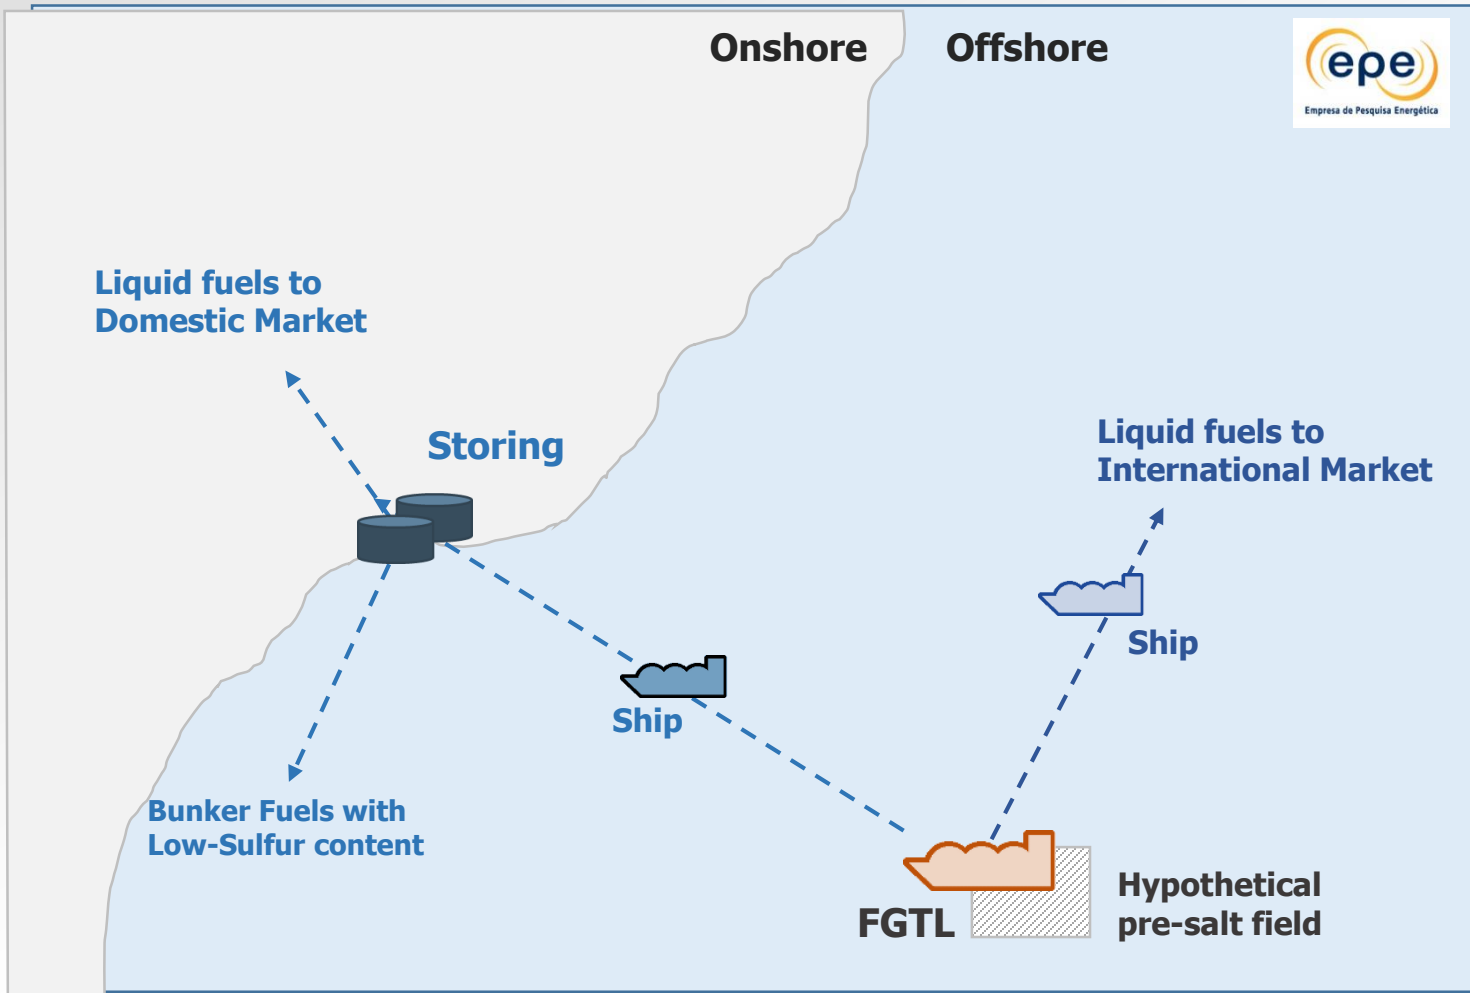 Onshore
Offshore
epe
Empresa de Pesquisa Energética
Liquid fuels to
Domestic Market
Storing
Liquid fuels to
International Market
Ship
Ship
Bunker Fuels with
Low-Sulfur content
FGTL
Hypothetical
pre-salt field